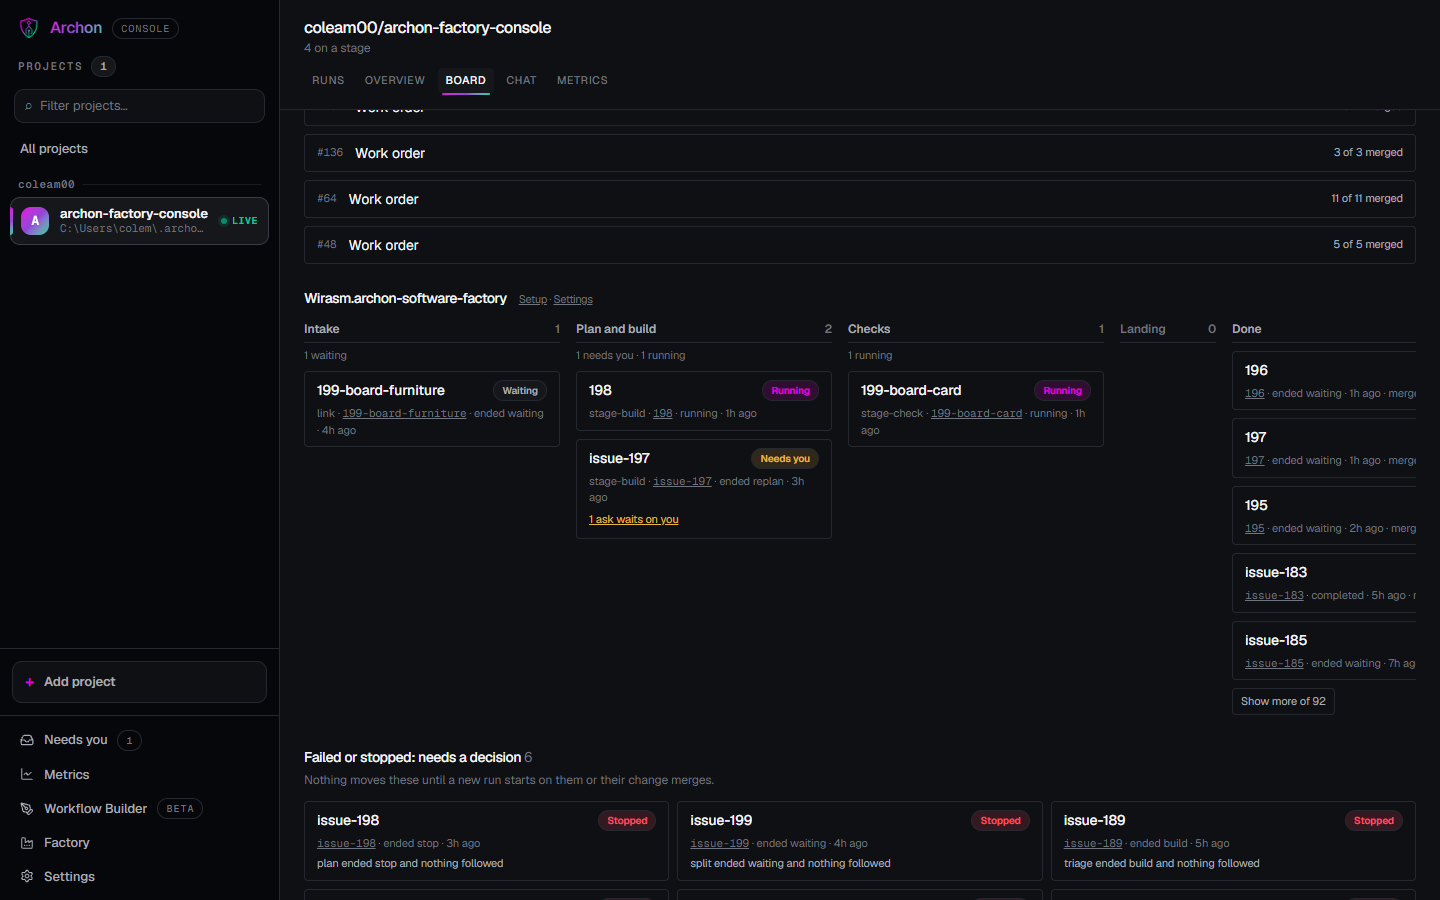 Archon
CONSOLE
PROJECTS 1
Filter projects...
All projects
coleam00
A
archon-factory-console
C:\Users\colem\.archo…
LIVE
Add project
Needs you 1
Metrics
Workflow Builder BETA
Factory
Settings
coleam00/archon-factory-console
4 on a stage
RUNS OVERVIEW BOARD CHAT METRICS
Work order
#136 Work order 3 of 3 merged
#64 Work order 11 of 11 merged
#48 Work order 5 of 5 merged
Wirasm.archon-software-factory Setup · Settings
Intake 1
1 waiting
199-board-furniture Waiting
link · 199-board-furniture · ended waiting
· 4h ago
Plan and build 2
1 needs you · 1 running
198 Running
stage-build · 198 · running · 1h ago
issue-197 Needs you
stage-build · issue-197 · ended replan · 3h
ago
1 ask waits on you
Checks 1
1 running
199-board-card Running
stage-check · 199-board-card · running · 1h
ago
Landing 0
Done
196
196 · ended waiting · 1h ago · merge
197
197 · ended waiting · 1h ago · merge
195
195 · ended waiting · 2h ago · merg
issue-183
issue-183 · completed · 5h ago ·
issue-185
issue-185 · ended waiting · 7h ag
Show more of 92
Failed or stopped: needs a decision 6
Nothing moves these until a new run starts on them or their change merges.
issue-198 Stopped
issue-198 · ended stop · 3h ago
plan ended stop and nothing followed
issue-199 Stopped
issue-199 · ended waiting · 4h ago
split ended waiting and nothing followed
issue-189 Stopped
issue-189 · ended build · 5h ago
triage ended build and nothing followed